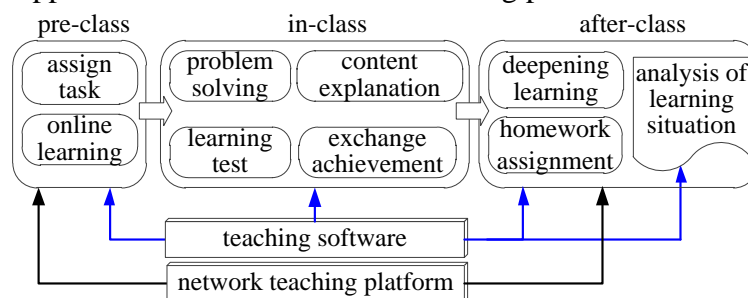 pre-class
in-class
after-class
assign
task
online
learning
problem
solving
content
explanation
learning
test
exchange
achievement
deepening
learning
homework
assignment
analysis of
learning
situation
teaching software
network teaching platform